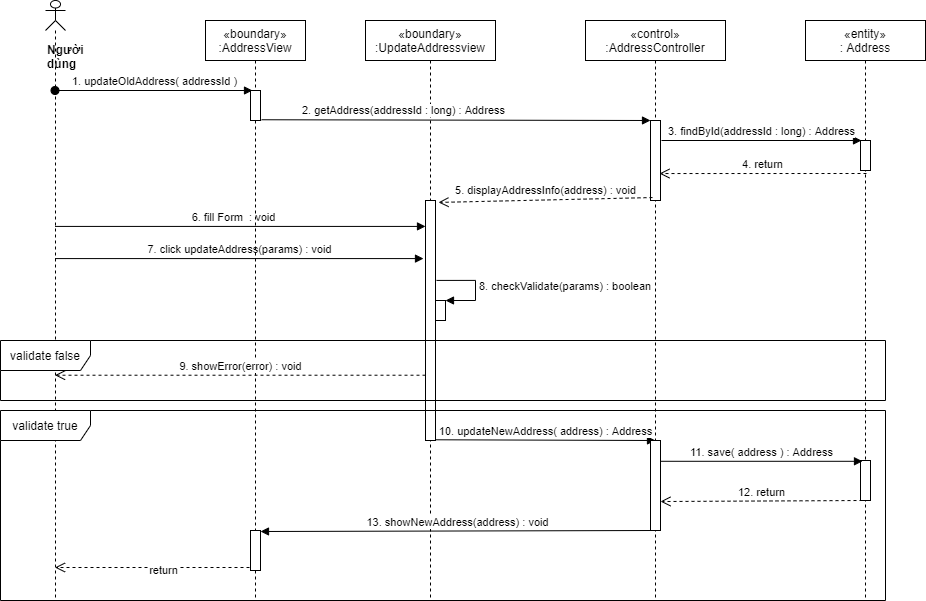 «boundary»
:AddressView
«boundary»
:UpdateAddressview
«control»
:AddressController
«entity»
: Address
Người
dùng
1. updateOldAddress( addressId )
2. getAddress(addressId : long) : Address
3. findById(addressId : long) : Address
4. return
5. displayAddressInfo(address) : void
6. fill Form : void
7. click updateAddress(params) : void
8. checkValidate(params) : boolean
validate false
9. showError(error) : void
validate true
10. updateNewAddress( address) : Address
11. save( address ) : Address
12. return
13. showNewAddress(address) : void
return